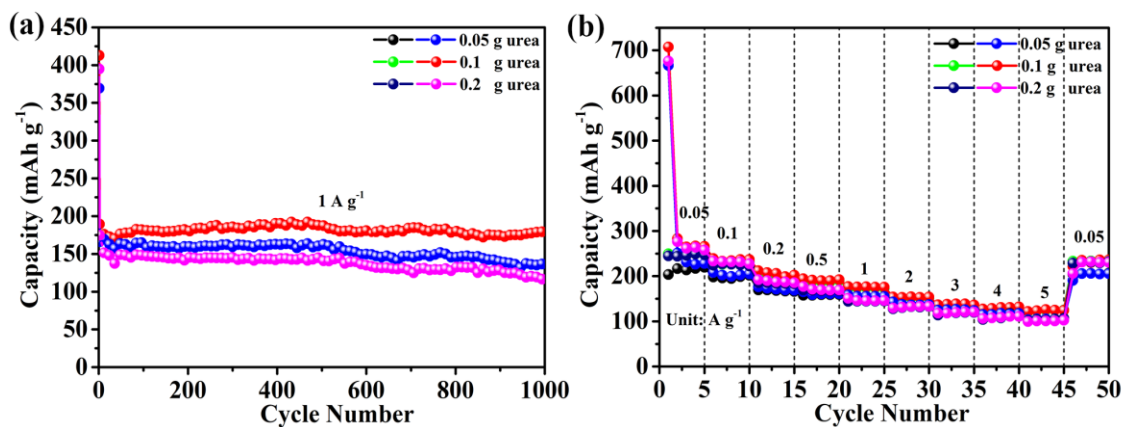 (a)
450
400
350
300
250
200
150
100
50
0
Capacity (mAh g⁻¹)
0.05 g urea
0.1 g urea
0.2 g urea
1 A g⁻¹
0 200 400 600 800 1000
Cycle Number
(b)
700
600
500
400
300
200
100
0
Capaicty (mAh g⁻¹)
0.05 g urea
0.1 g urea
0.2 g urea
0.05 0.1 0.2 0.5 1 2 3 4 5 0.05
Unit: A g⁻¹
0 5 10 15 20 25 30 35 40 45 50
Cycle Number